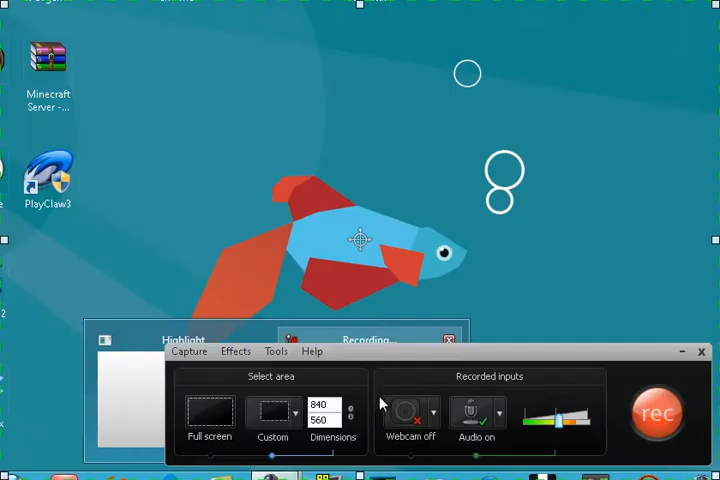 Minecraft
Server -...
PlayClaw3
Highlight
Recording...
Capture Effects Tools Help
Select area
Recorded inputs
840
560
rec
Full screen
Custom
Dimensions
Webcam off
Audio on